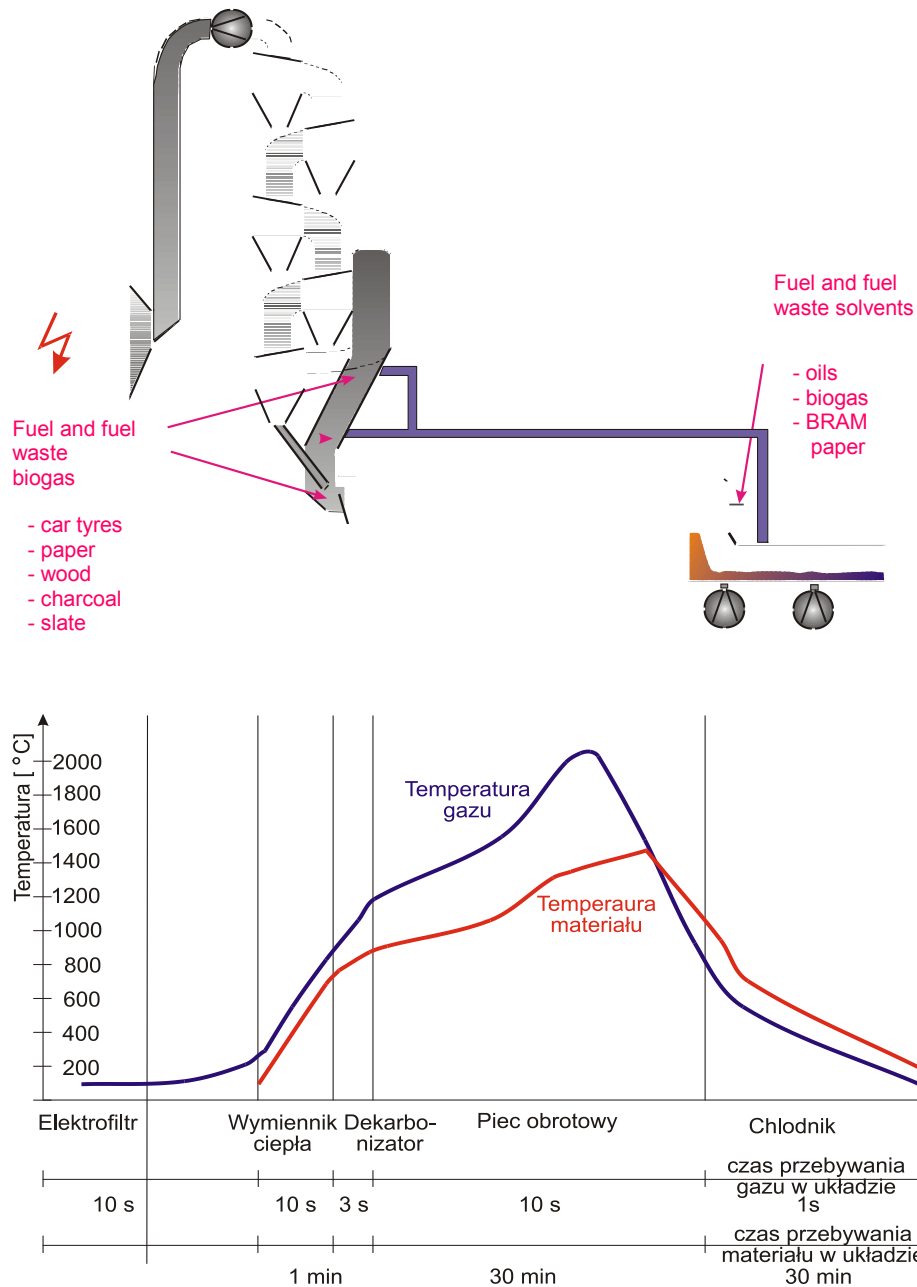 Fuel and fuel
waste solvents
- oils
- biogas
- BRAM
paper
Fuel and fuel
waste
biogas
- car tyres
- paper
- wood
- charcoal
- slate
Temperatura [ °C]
2000
1800
1600
1400
1200
1000
800
600
400
200
Temperatura
gazu
Temperaura
materiału
Elektrofiltr
Wymiennik
ciepła
Dekarbo-
nizator
Piec obrotowy
Chlodnik
czas przebywania
gazu w układzie
10 s
10 s
3 s
10 s
1s
czas przebywania
materiału w układzie
1 min
30 min
30 min